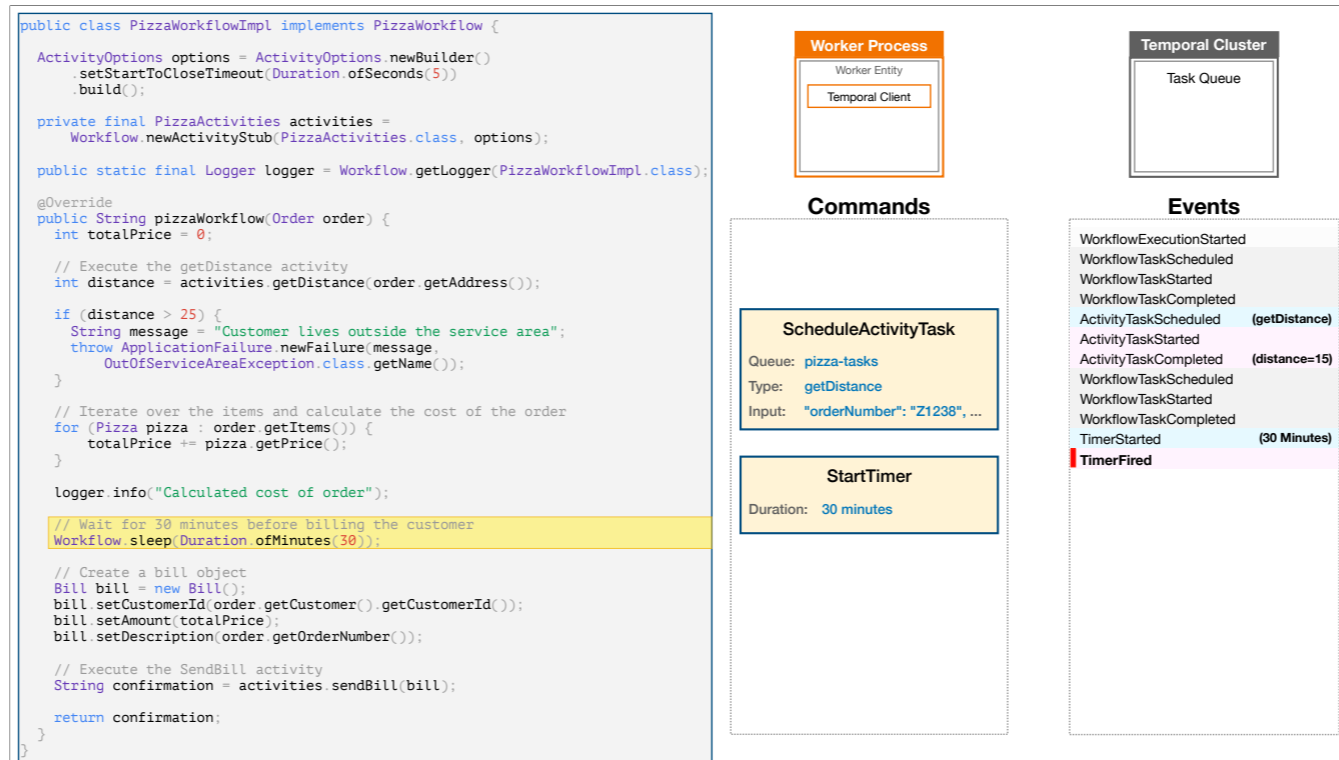 public class PizzaWorkflowImpl implements PizzaWorkflow {
ActivityOptions options = ActivityOptions.newBuilder()
.setStartToCloseTimeout(Duration.ofSeconds(5))
.build();
private final PizzaActivities activities =
Workflow.newActivityStub(PizzaActivities.class, options);
public static final Logger logger = Workflow.getLogger(PizzaWorkflowImpl.class);
@Override
public String pizzaWorkflow(Order order) {
int totalPrice = 0;
// Execute the getDistance activity
int distance = activities.getDistance(order.getAddress());
if (distance > 25) {
String message = "Customer lives outside the service area";
throw ApplicationFailure.newFailure(message,
OutOfServiceAreaException.class.getName());
}
// Iterate over the items and calculate the cost of the order
for (Pizza pizza : order.getItems()) {
totalPrice += pizza.getPrice();
}
logger.info("Calculated cost of order");
// Wait for 30 minutes before billing the customer
Workflow.sleep(Duration.ofMinutes(30));
// Create a bill object
Bill bill = new Bill();
bill.setCustomerId(order.getCustomer().getCustomerId());
bill.setAmount(totalPrice);
bill.setDescription(order.getOrderNumber());
// Execute the SendBill activity
String confirmation = activities.sendBill(bill);
return confirmation;
}
}
Worker Process
Worker Entity
Temporal Client
Temporal Cluster
Task Queue
Commands
ScheduleActivityTask
Queue: pizza-tasks
Type: getDistance
Input: "orderNumber": "Z1238", ...
StartTimer
Duration: 30 minutes
Events
WorkflowExecutionStarted
WorkflowTaskScheduled
WorkflowTaskStarted
WorkflowTaskCompleted
ActivityTaskScheduled (getDistance)
ActivityTaskStarted
ActivityTaskCompleted (distance=15)
WorkflowTaskScheduled
WorkflowTaskStarted
WorkflowTaskCompleted
TimerStarted (30 Minutes)
TimerFired